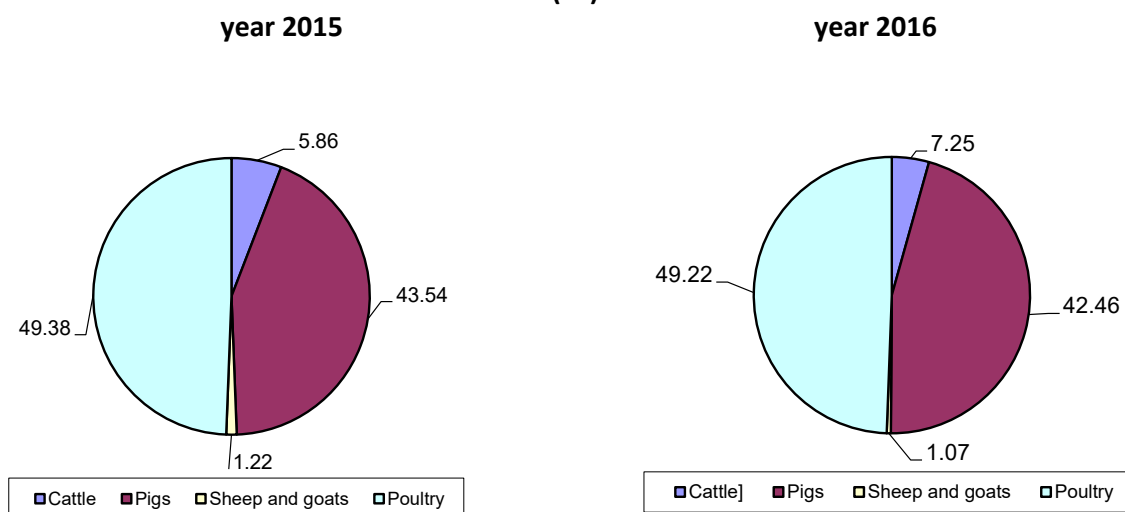 year 2015
year 2016
5.86
43.54
49.38
1.22
Cattle Pigs Sheep and goats Poultry
7.25
42.46
49.22
1.07
Cattle] Pigs Sheep and goats Poultry